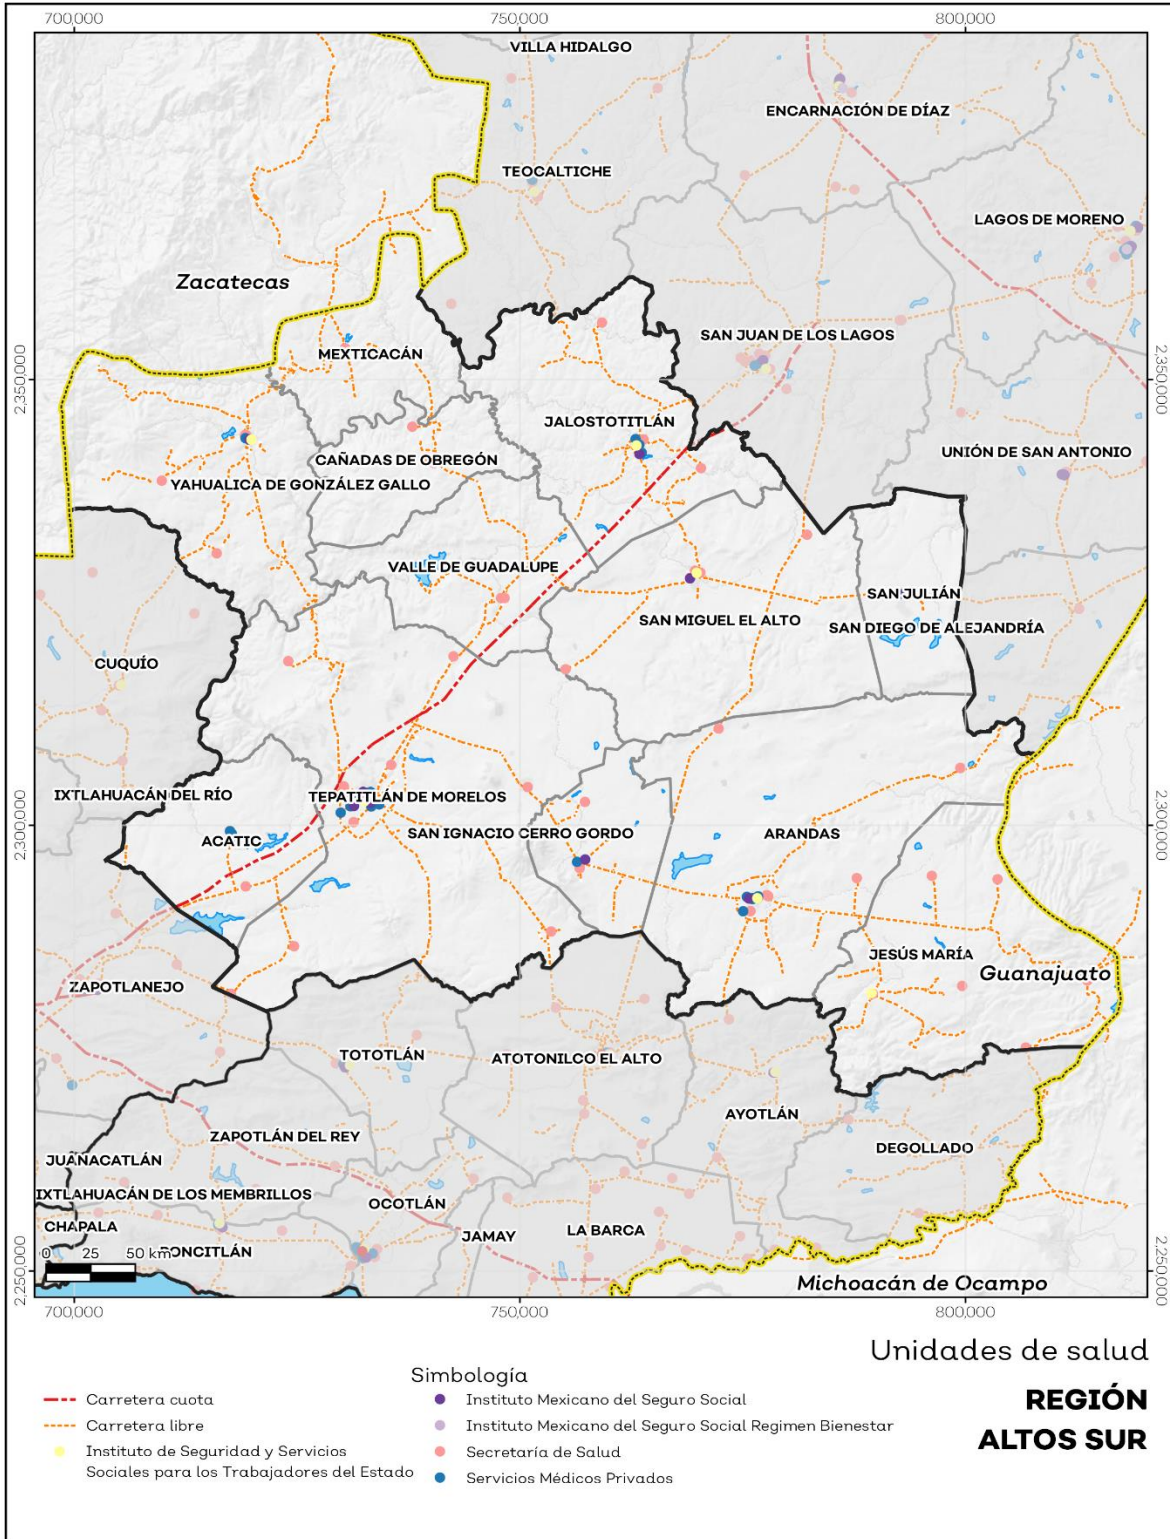 700,000
750,000
800,000
VILLA HIDALGO
ENCARNACIÓN DE DÍAZ
TEOCALTICHE
LAGOS DE MORENO
Zacatecas
SAN JUAN DE LOS LAGOS
MEXTICACÁN
2,350,000
2,350,000
JALOSTOTITLÁN
UNIÓN DE SAN ANTONIO
CAÑADAS DE OBREGÓN
YAHUALICA DE GONZÁLEZ GALLO
VALLE DE GUADALUPE
SAN JULIÁN
SAN MIGUEL EL ALTO
SAN DIEGO DE ALEJANDRÍA
CUQUÍO
IXTLAHUACÁN DEL RÍO
TEPATITLÁN DE MORELOS
2,300,000
2,300,000
ACATIC
SAN IGNACIO CERRO GORDO
ARANDAS
JESÚS MARÍA
Guanajuato
ZAPOTLANEJO
TOTOTLÁN
ATOTONILCO EL ALTO
AYOTLÁN
ZAPOTLÁN DEL REY
DEGOLLADO
JUANACATLÁN
IXTLAHUACÁN DE LOS MEMBRILLOS
OCOTLÁN
CHAPALA
JAMAY
LA BARCA
PONCITLÁN
0 25 50 km
2,250,000
2,250,000
Michoacán de Ocampo
700,000
750,000
800,000
Unidades de salud
REGIÓN
ALTOS SUR
Simbología
Carretera cuota
Carretera libre
Instituto de Seguridad y Servicios
Sociales para los Trabajadores del Estado
Instituto Mexicano del Seguro Social
Instituto Mexicano del Seguro Social Regimen Bienestar
Secretaría de Salud
Servicios Médicos Privados